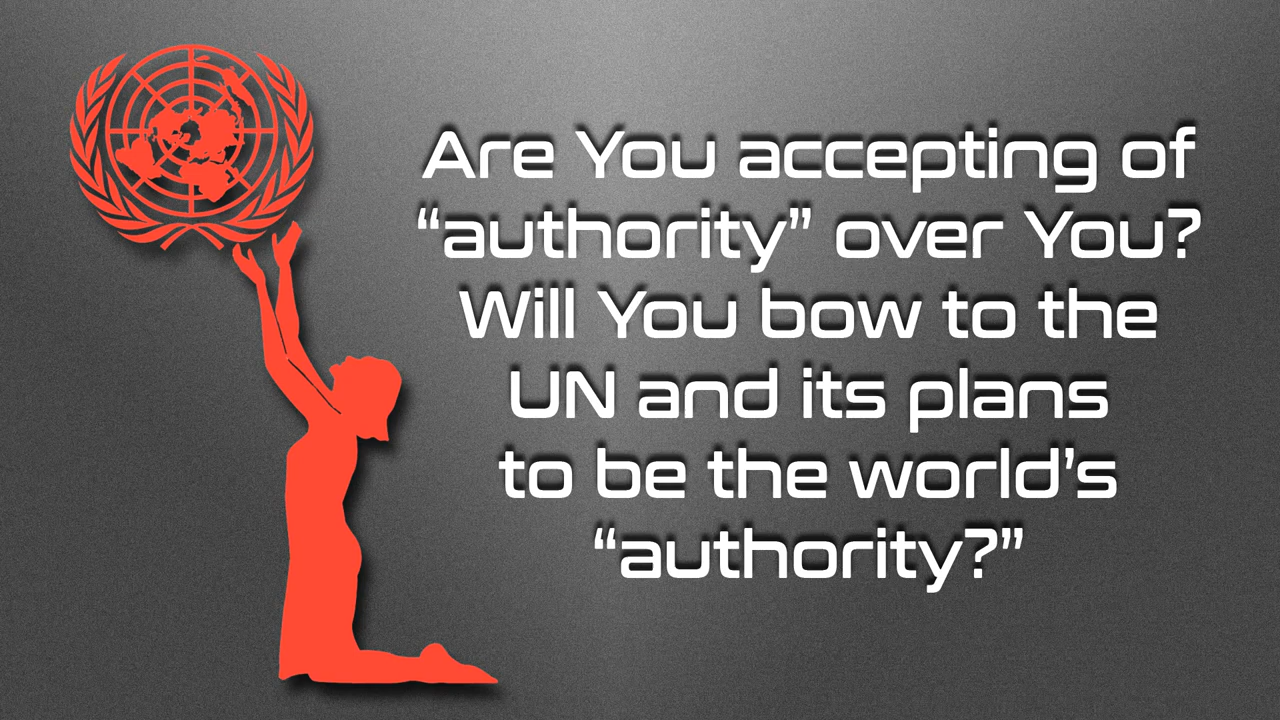 Are You accepting of
“authority” over You?
Will You bow to the
UN and its plans
to be the world’s
“authority?”